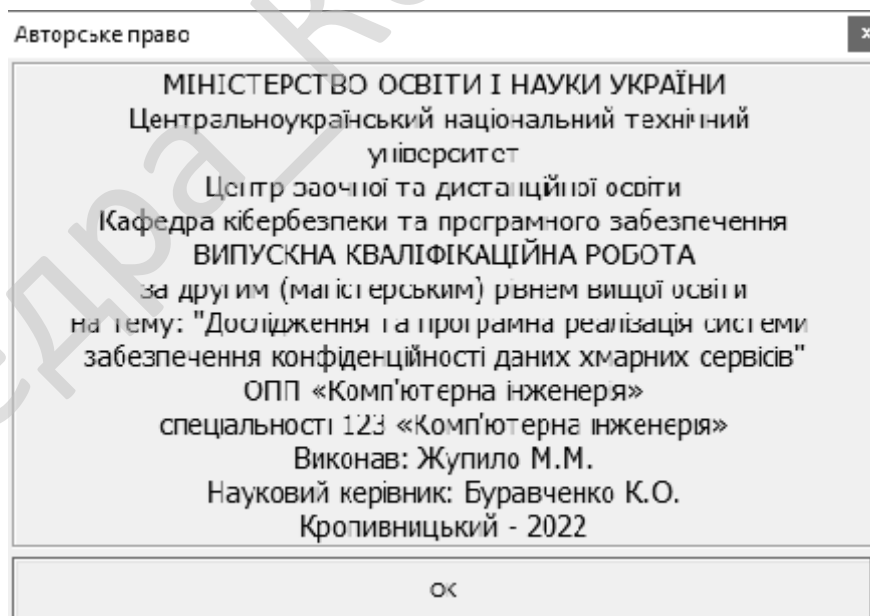 Авторське право
x
МІНІСТЕРСТВО ОСВІТИ І НАУКИ УКРАЇНИ
Центральноукраїнський національний технічний
університет
Центр заочної та дистанційної освіти
Кафедра кібербезпеки та програмного забезпечення
ВИПУСКНА КВАЛІФІКАЦІЙНА РОБОТА
за другим (магістерським) рівнем вищої освіти
на тему: "Дослідження та програмна реалізація системи
забезпечення конфіденційності даних хмарних сервісів"
ОПП «Комп'ютерна інженерія»
спеціальності 123 «Комп'ютерна інженерія»
Виконав: Жупило М.М.
Науковий керівник: Буравченко К.О.
Кропивницький - 2022
ОК